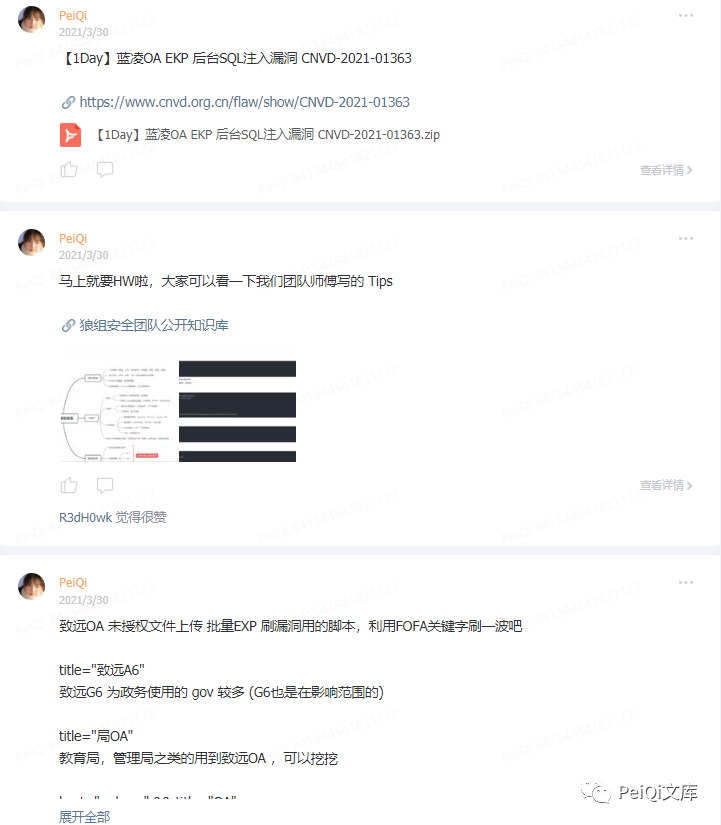 PeiQi
2021/3/30
【1Day】蓝凌OA EKP 后台SQL注入漏洞 CNVD-2021-01363
https://www.cnvd.org.cn/flaw/show/CNVD-2021-01363
【1Day】蓝凌OA EKP 后台SQL注入漏洞 CNVD-2021-01363.zip
查看详情
PeiQi
2021/3/30
马上就要HW啦，大家可以看一下我们团队师傅写的 Tips
狼组安全团队公开知识库
查看详情
R3dH0wk 觉得很赞
PeiQi
2021/3/30
致远OA 未授权文件上传 批量EXP 刷漏洞用的脚本，利用FOFA关键字刷一波吧
title="致远A6"
致远G6 为政务使用的 gov 较多 (G6也是在影响范围的)
title="局OA"
教育局，管理局之类的用到致远OA ，可以挖挖
展开全部
PeiQi文库